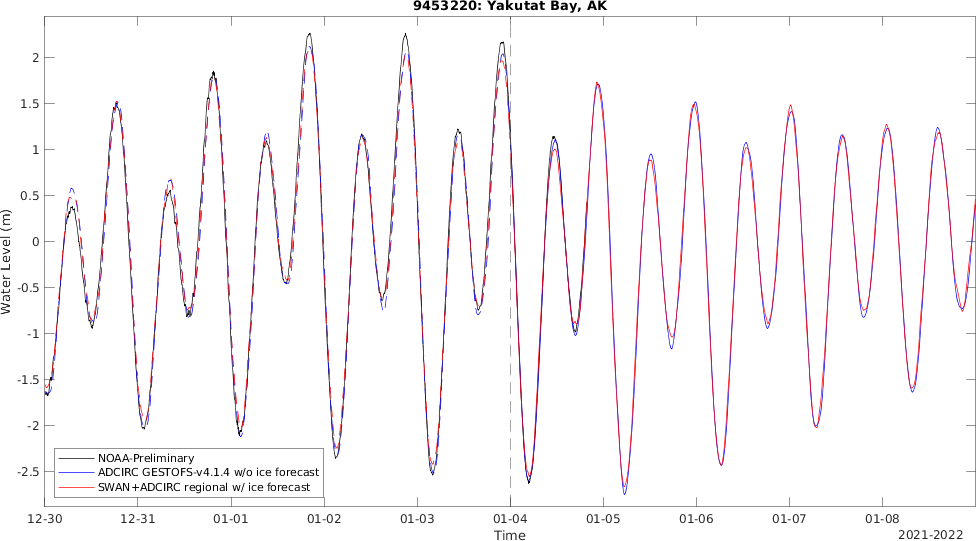 9453220: Yakutat Bay, AK
Water Level (m)
2
1.5
1
0.5
0
-0.5
-1
-1.5
-2
-2.5
NOAA-Preliminary
ADCIRC GESTOFS-v4.1.4 w/o ice forecast
SWAN+ADCIRC regional w/ ice forecast
12-30 12-31 01-01 01-02 01-03 01-04 01-05 01-06 01-07 01-08
Time
2021-2022